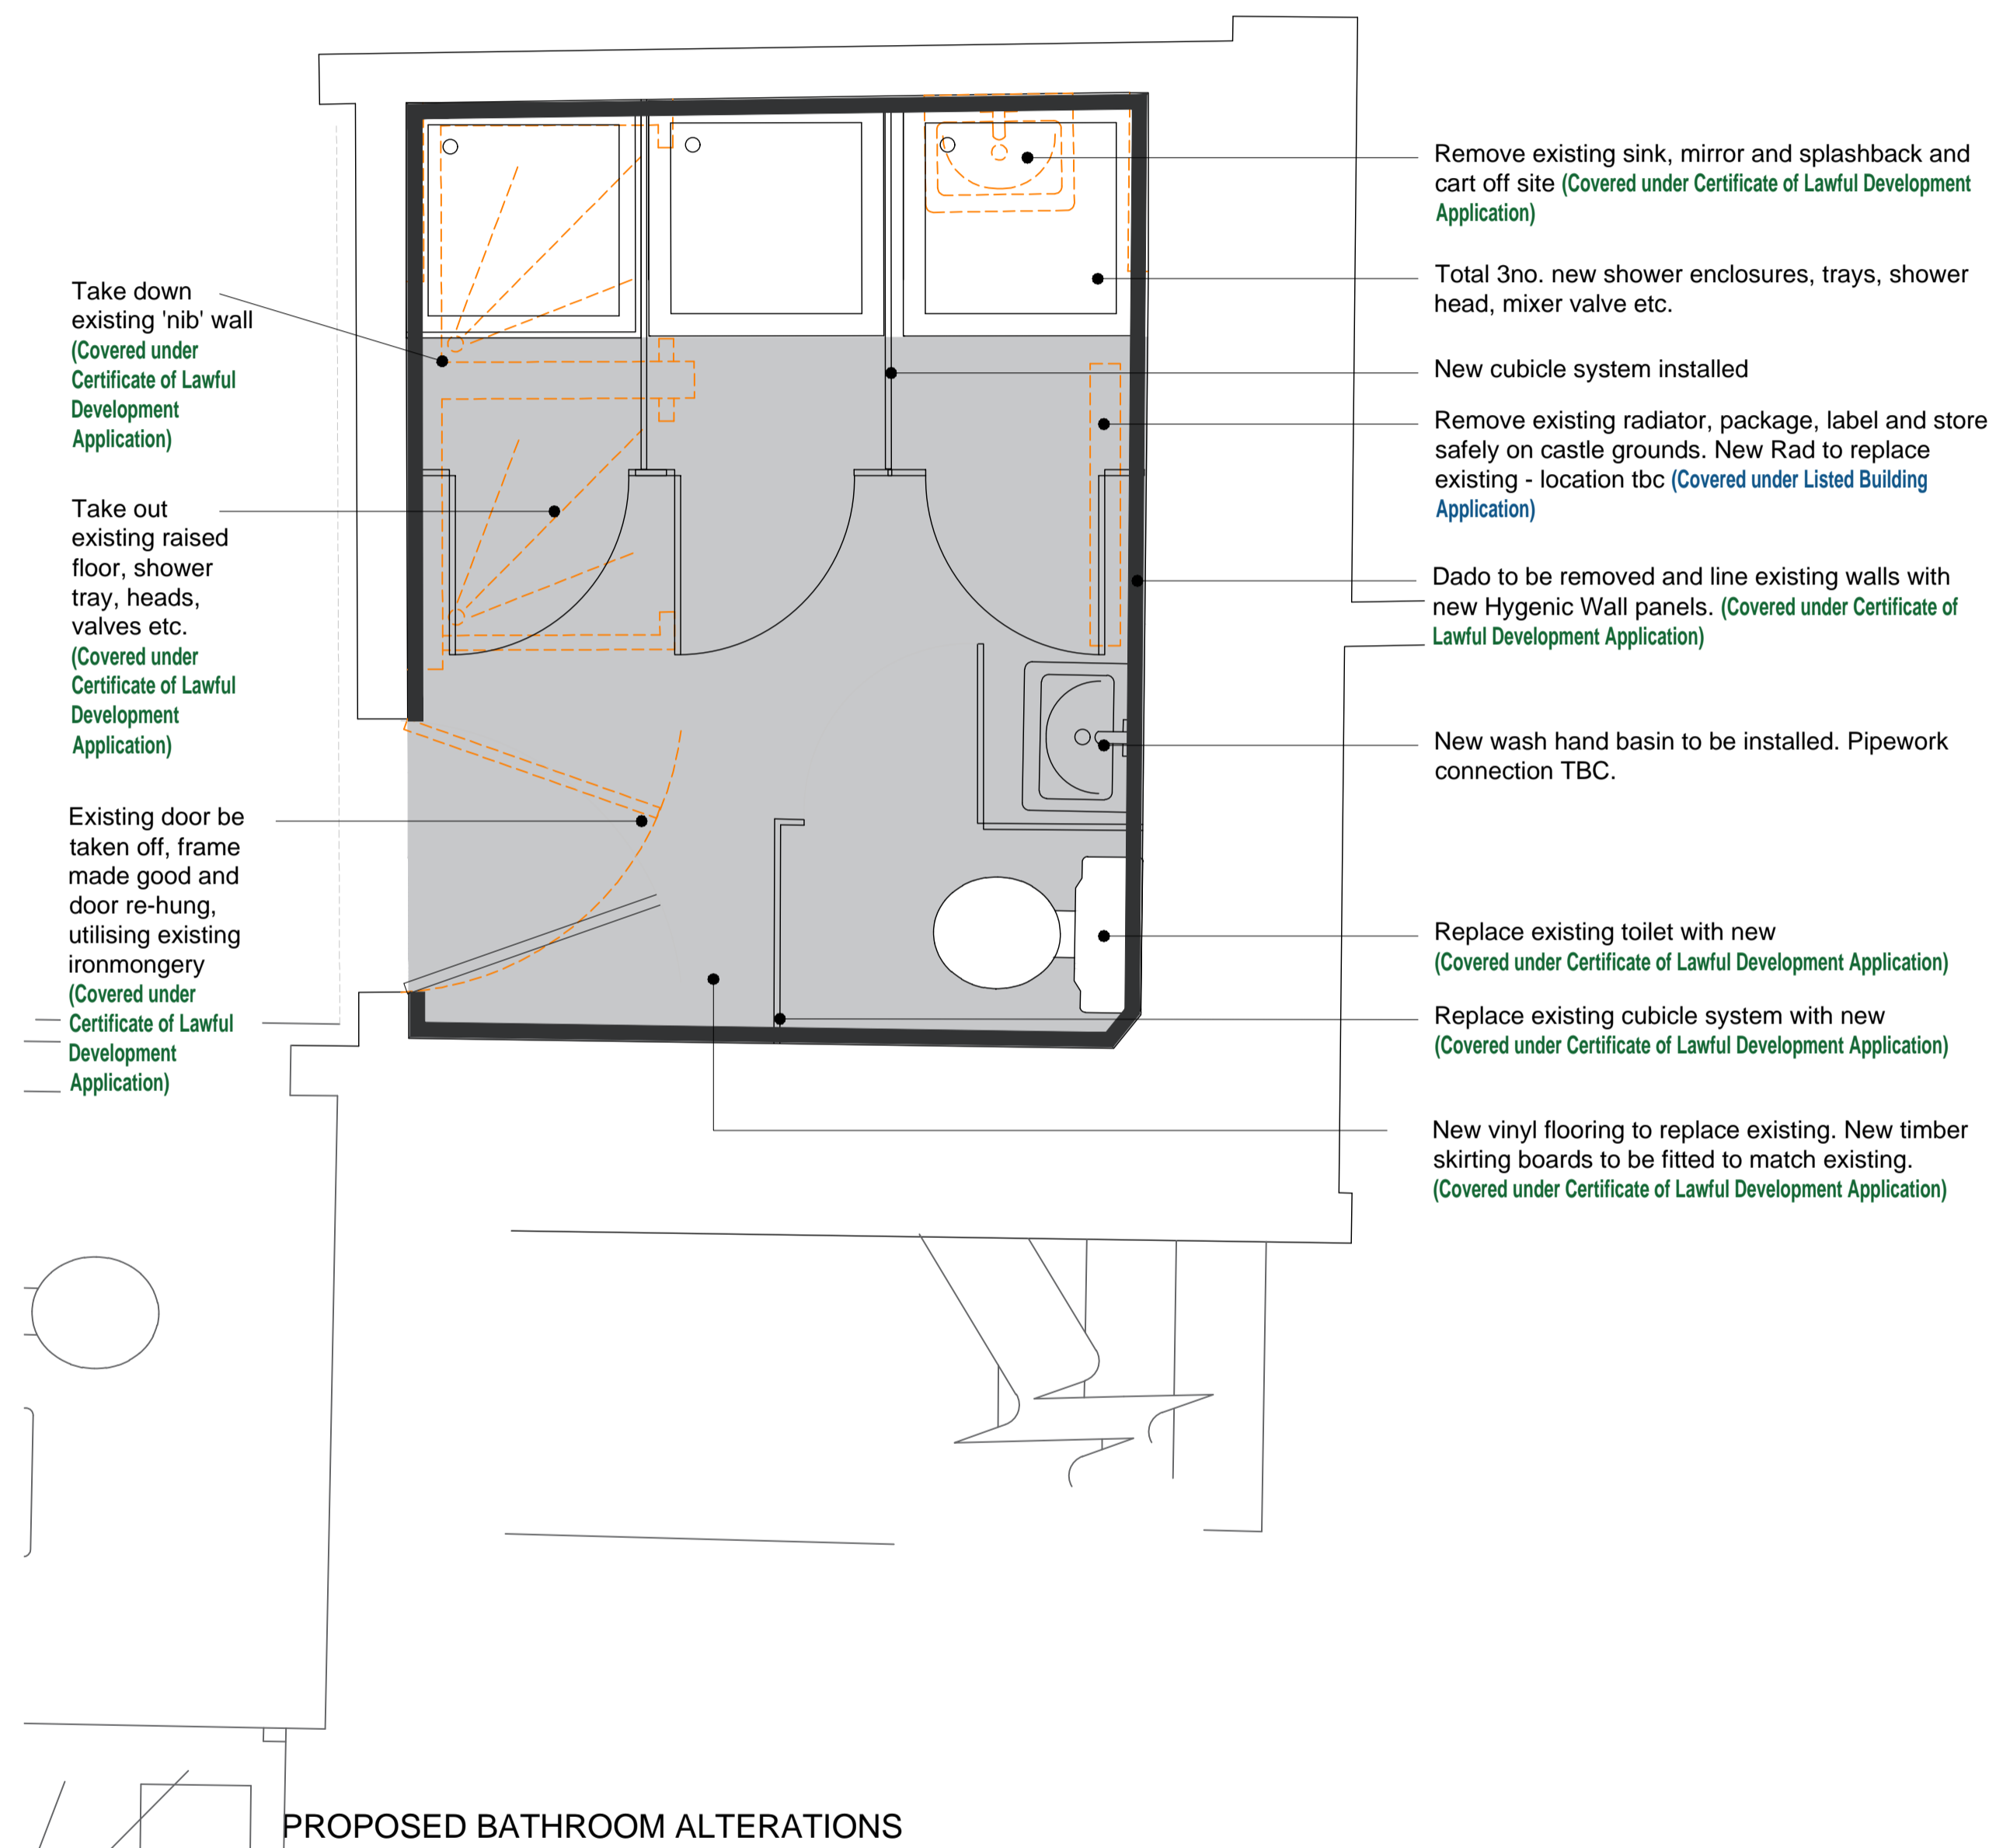 Take down
existing 'nib' wall
(Covered under
Certificate of Lawful
Development
Application)
Take out
existing raised
floor, shower
tray, heads,
valves etc.
(Covered under
Certificate of Lawful
Development
Application)
Existing door be
taken off, frame
made good and
door re-hung,
utilising existing
ironmongery
(Covered under
Certificate of Lawful
Development
Application)
Remove existing sink, mirror and splashback and
cart off site (Covered under Certificate of Lawful Development
Application)
Total 3no. new shower enclosures, trays, shower
head, mixer valve etc.
New cubicle system installed
Remove existing radiator, package, label and store
safely on castle grounds. New Rad to replace
existing - location tbc (Covered under Listed Building
Application)
Dado to be removed and line existing walls with
new Hygenic Wall panels. (Covered under Certificate of
Lawful Development Application)
New wash hand basin to be installed. Pipework
connection TBC.
Replace existing toilet with new
(Covered under Certificate of Lawful Development Application)
Replace existing cubicle system with new
(Covered under Certificate of Lawful Development Application)
New vinyl flooring to replace existing. New timber
skirting boards to be fitted to match existing.
(Covered under Certificate of Lawful Development Application)
PROPOSED BATHROOM ALTERATIONS